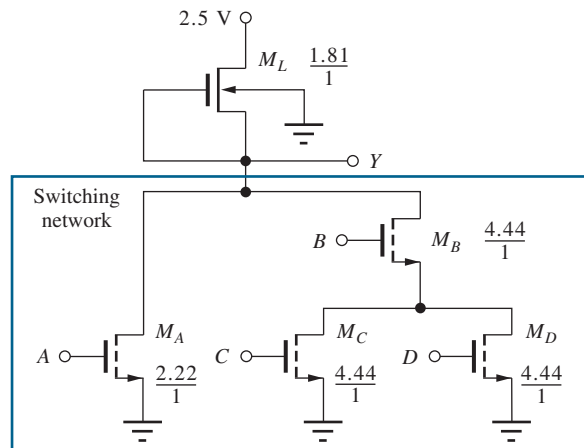 2.5 V
M_L 1.81/1
Y
Switching
network
B M_B 4.44/1
A M_A 2.22/1
C M_C 4.44/1
D M_D 4.44/1